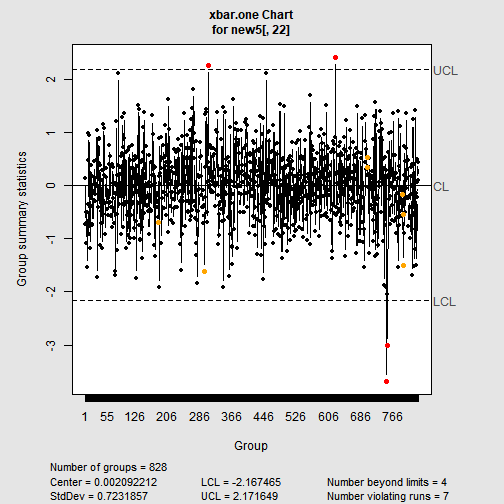 xbar.one Chart
for new5[, 22]
Group summary statistics
2
1
0
-1
-2
-3
UCL
CL
LCL
1 55 126 206 286 366 446 526 606 686 766
Group
Number of groups = 828
Center = 0.002092212 LCL = -2.167465 Number beyond limits = 4
StdDev = 0.7231857 UCL = 2.171649 Number violating runs = 7